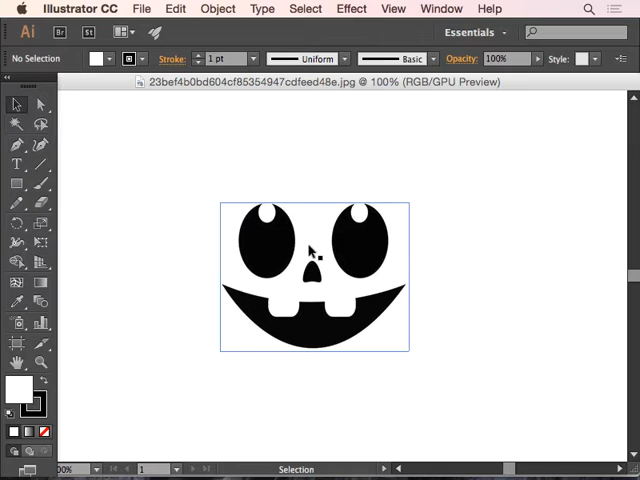 Illustrator CC File Edit Object Type Select Effect View Window Help
Ai Br St Essentials
No Selection Stroke: 1 pt Uniform Basic Opacity: 100% Style:
23bef4b0bd604cf85354947cdfeed48e.jpg @ 100% (RGB/GPU Preview)
T
00% 1 Selection